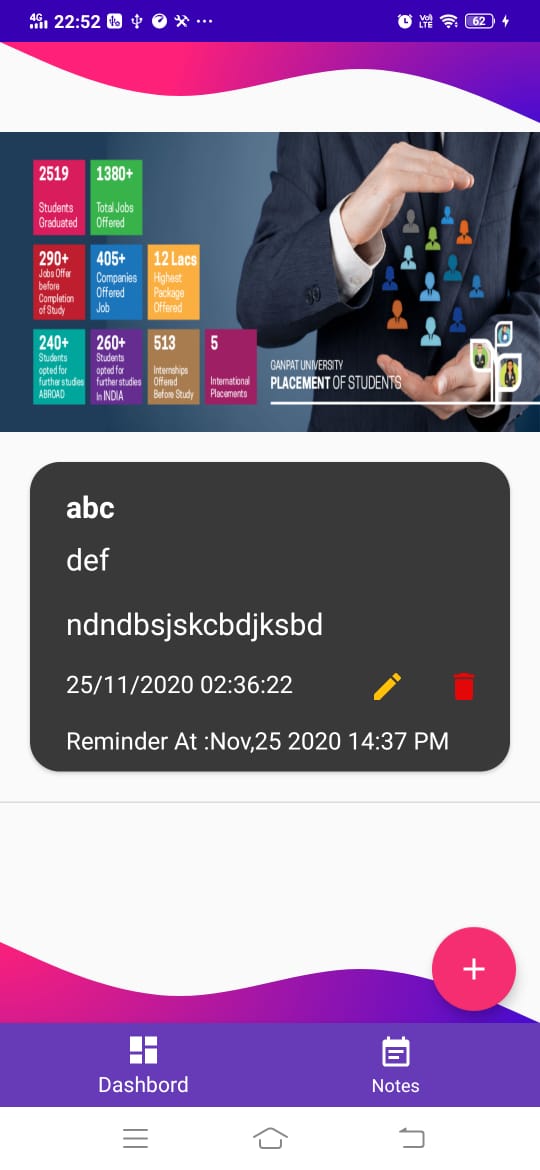 4G 22:52 Vo) LTE 62
2519
Students
Graduated
1380+
Total Jobs
Offered
290+
Jobs Offer
before
Completion
of Study
405+
Companies
Offered
Job
12 Lacs
Highest
Package
Offered
240+
Students
opted for
further studies
ABROAD
260+
Students
opted for
further studies
in INDIA
513
Internships
Offered
Before Study
5
International
Placements
GANPAT UNIVERSITY
PLACEMENT OF STUDENTS
abc
def
ndndbsjskcbdjksbd
25/11/2020 02:36:22
Reminder At :Nov,25 2020 14:37 PM
Dashbord
Notes